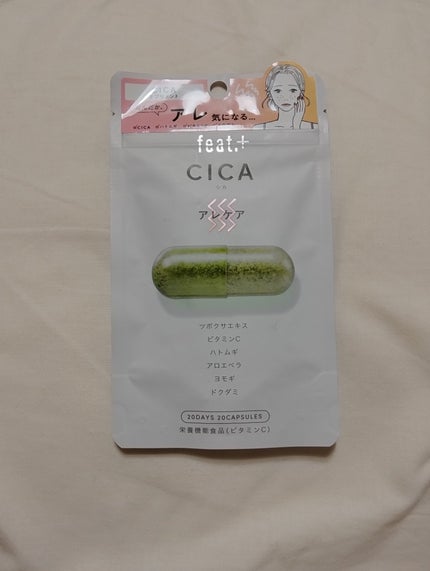 CICA
アレ 気になる...
feat.+
CICA
シカ
アレケア
ツボクサエキス
ビタミンC
ハトムギ
アロエベラ
ヨモギ
ドクダミ
20DAYS 20CAPSULES
栄養機能食品(ビタミンC)